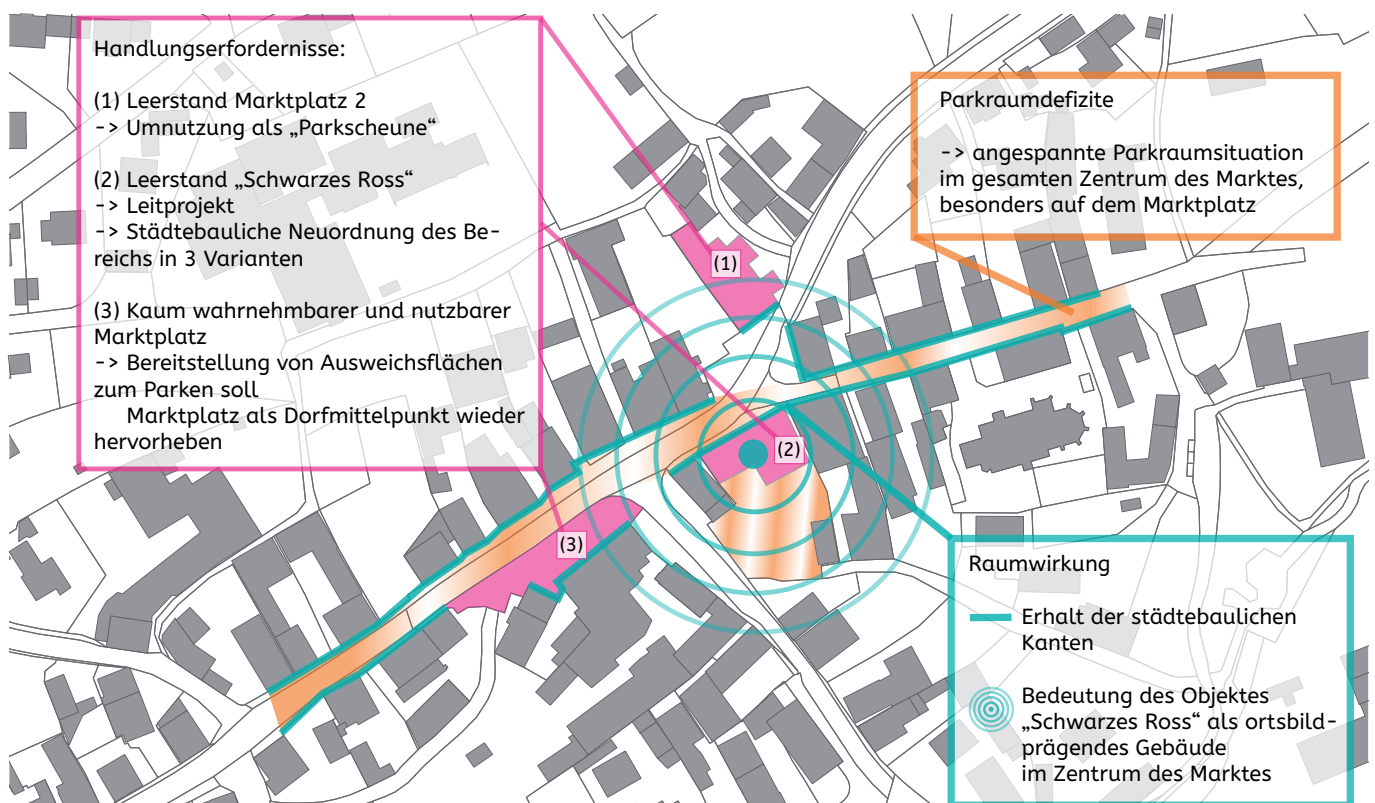 Handlungserfordernisse:
(1) Leerstand Marktplatz 2
-> Umnutzung als „Parkscheune“
(2) Leerstand „Schwarzes Ross“
-> Leitprojekt
-> Städtebauliche Neuordnung des Be-
reichs in 3 Varianten
(3) Kaum wahrnehmbarer und nutzbarer
Marktplatz
-> Bereitstellung von Ausweichsflächen
zum Parken soll
Marktplatz als Dorfmittelpunkt wieder
hervorheben
Parkraumdefizite
-> angespannte Parkraumsituation
im gesamten Zentrum des Marktes,
besonders auf dem Marktplatz
(1)
(2)
(3)
Raumwirkung
Erhalt der städtebaulichen
Kanten
Bedeutung des Objektes
„Schwarzes Ross“ als ortsbild-
prägendes Gebäude
im Zentrum des Marktes